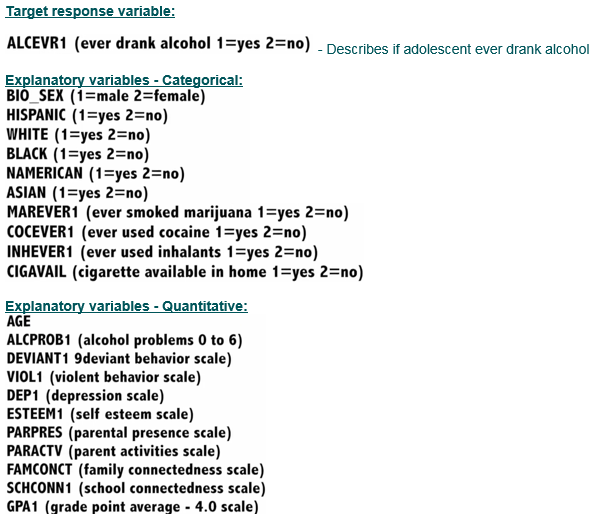 Target response variable:
ALCEVR1 (ever drank alcohol 1=yes 2=no) - Describes if adolescent ever drank alcohol
Explanatory variables - Categorical:
BIO_SEX (1=male 2=female)
HISPANIC (1=yes 2=no)
WHITE (1=yes 2=no)
BLACK (1=yes 2=no)
NAMERICAN (1=yes 2=no)
ASIAN (1=yes 2=no)
MAREVER1 (ever smoked marijuana 1=yes 2=no)
COCEVER1 (ever used cocaine 1=yes 2=no)
INHEVER1 (ever used inhalants 1=yes 2=no)
CIGAVAIL (cigarette available in home 1=yes 2=no)
Explanatory variables - Quantitative:
AGE
ALCPROB1 (alcohol problems 0 to 6)
DEVIANT1 9deviant behavior scale)
VIOL1 (violent behavior scale)
DEP1 (depression scale)
ESTEEM1 (self esteem scale)
PARPRES (parental presence scale)
PARACTV (parent activities scale)
FAMCONCT (family connectedness scale)
SCHCONN1 (school connectedness scale)
GPA1 (grade point average - 4.0 scale)